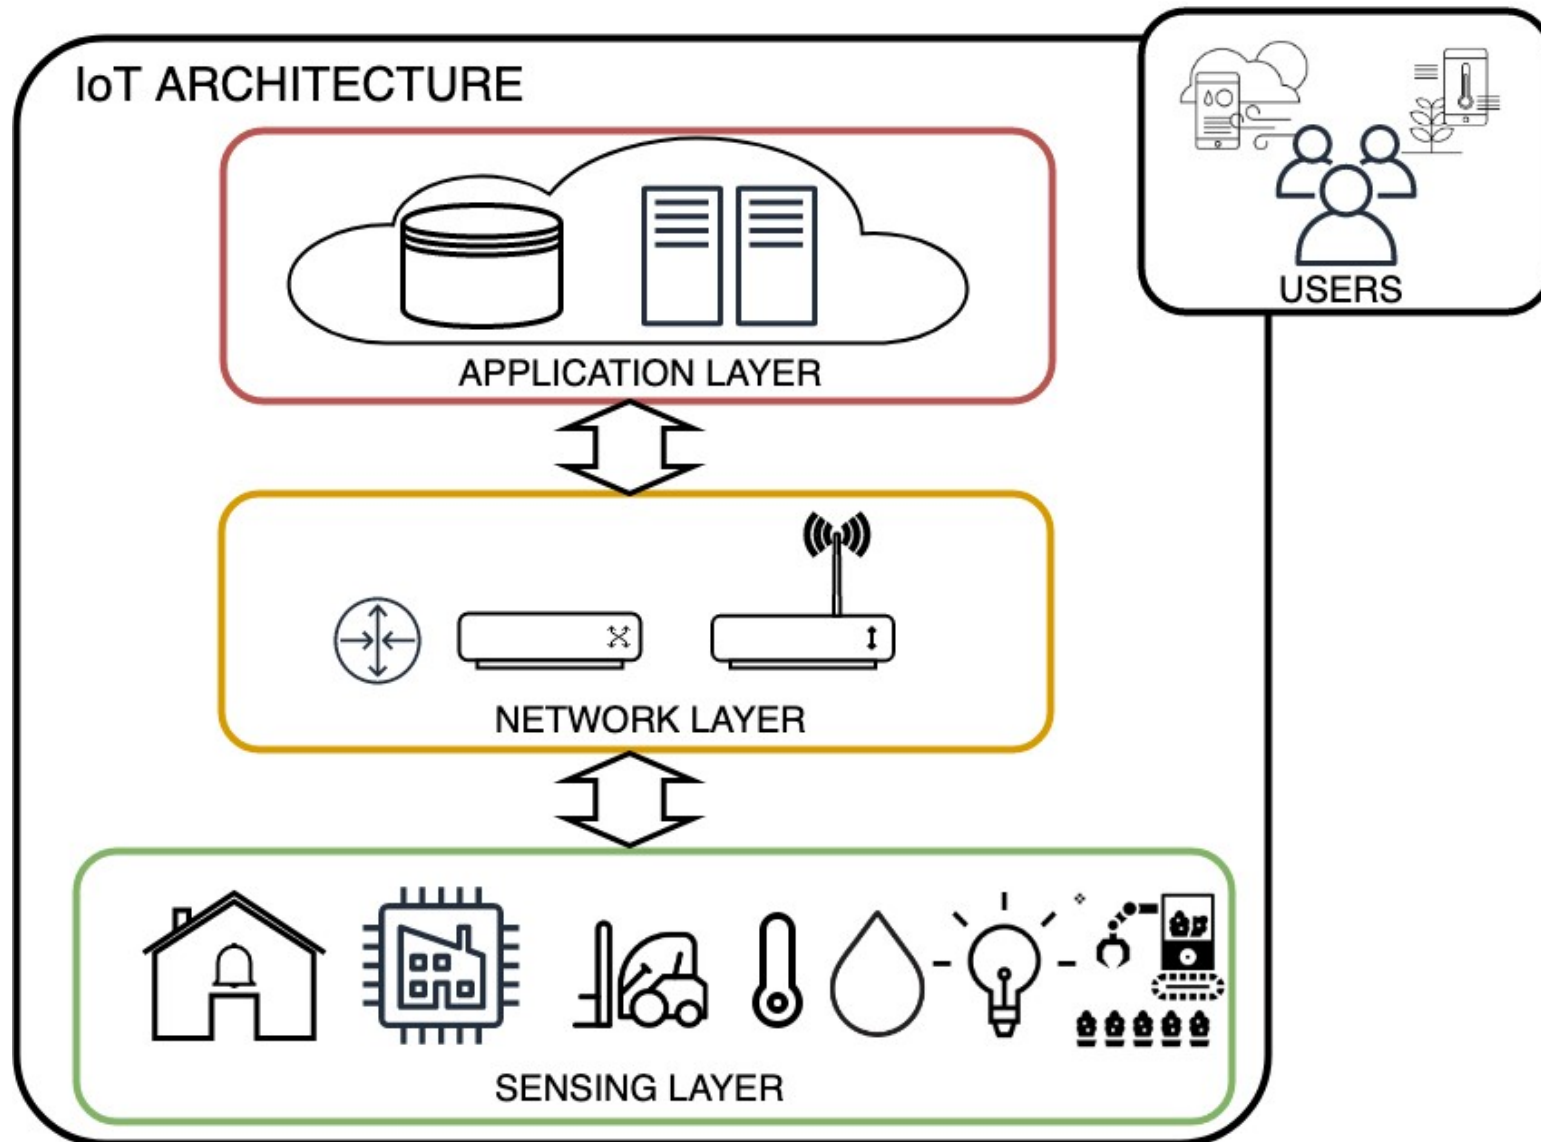 IoT ARCHITECTURE
USERS
APPLICATION LAYER
NETWORK LAYER
SENSING LAYER